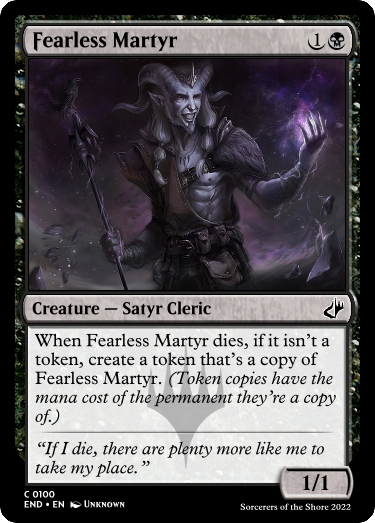 Fearless Martyr 1
Creature — Satyr Cleric
When Fearless Martyr dies, if it isn't a
token, create a token that's a copy of
Fearless Martyr. (Token copies have the
mana cost of the permanent they're a copy
of.)
“If I die, there are plenty more like me to
take my place.”
1/1
C 0100
END • EN Unknown
Sorcerers of the Shore 2022